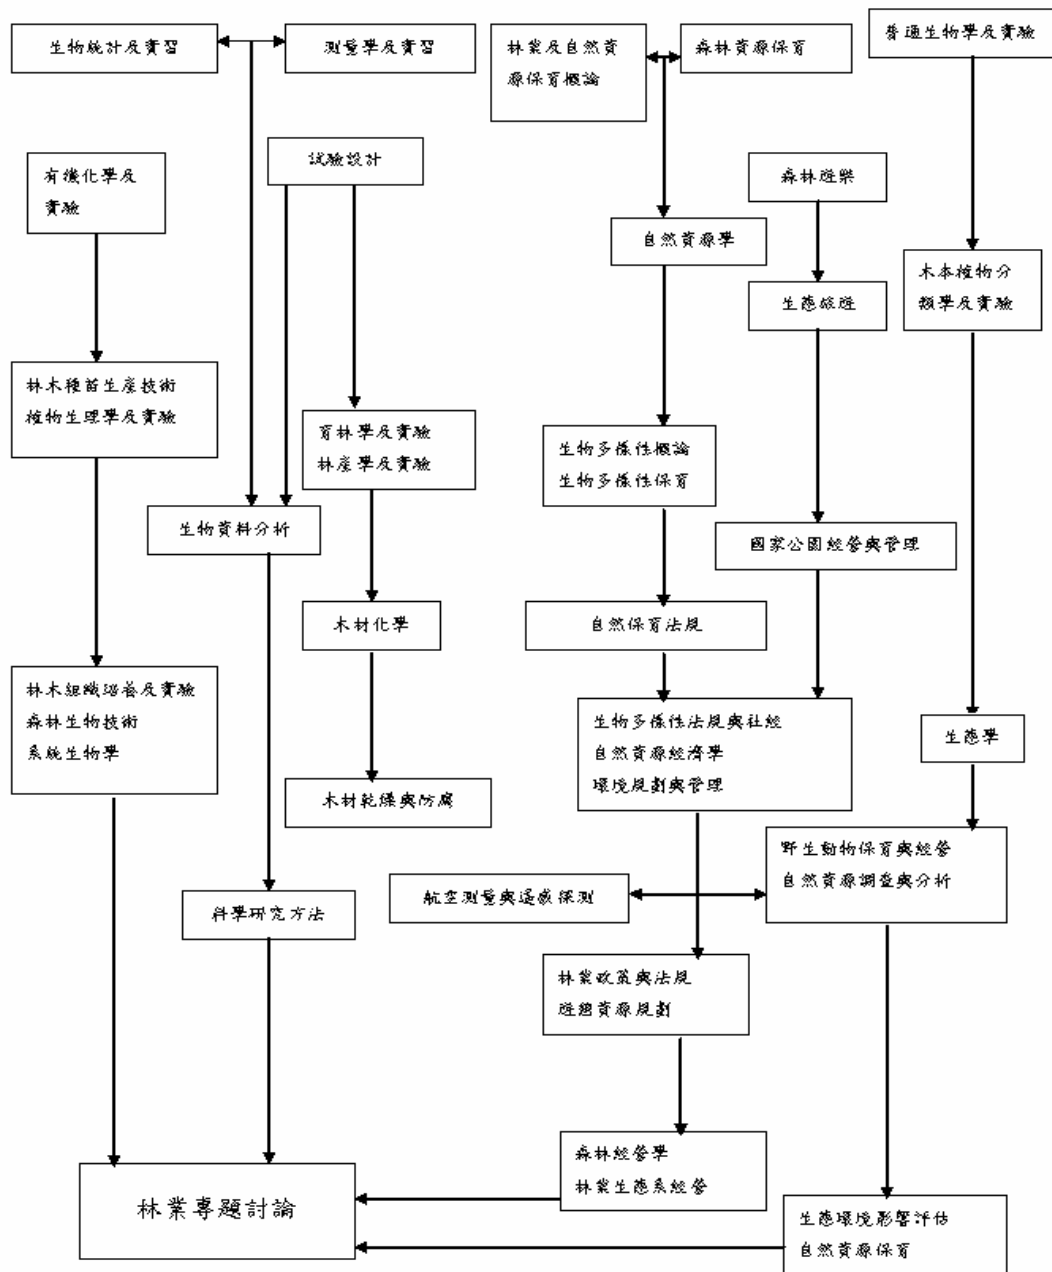 生物統計及實習
測量學及實習
林業及自然資
源保育概論
森林資源保育
普通生物學及實驗
有機化學及
實驗
試驗設計
森林遊樂
自然資源學
木本植物分
類學及實驗
生態旅遊
林木種苗生產技術
植物生理學及實驗
育林學及實驗
林產學及實驗
生物多樣性概論
生物多樣性保育
生物資料分析
國家公園經營與管理
木材化學
自然保育法規
林木組織培養及實驗
森林生物技術
系統生物學
生物多樣性法規與社經
自然資源經濟學
環境規劃與管理
生態學
木材乾燥與防腐
野生動物保育與經營
自然資源調查與分析
航空測量與遙感探測
科學研究方法
林業政策與法規
遊憩資源規劃
森林經營學
林業生態系經營
林業專題討論
生態環境影響評估
自然資源保育